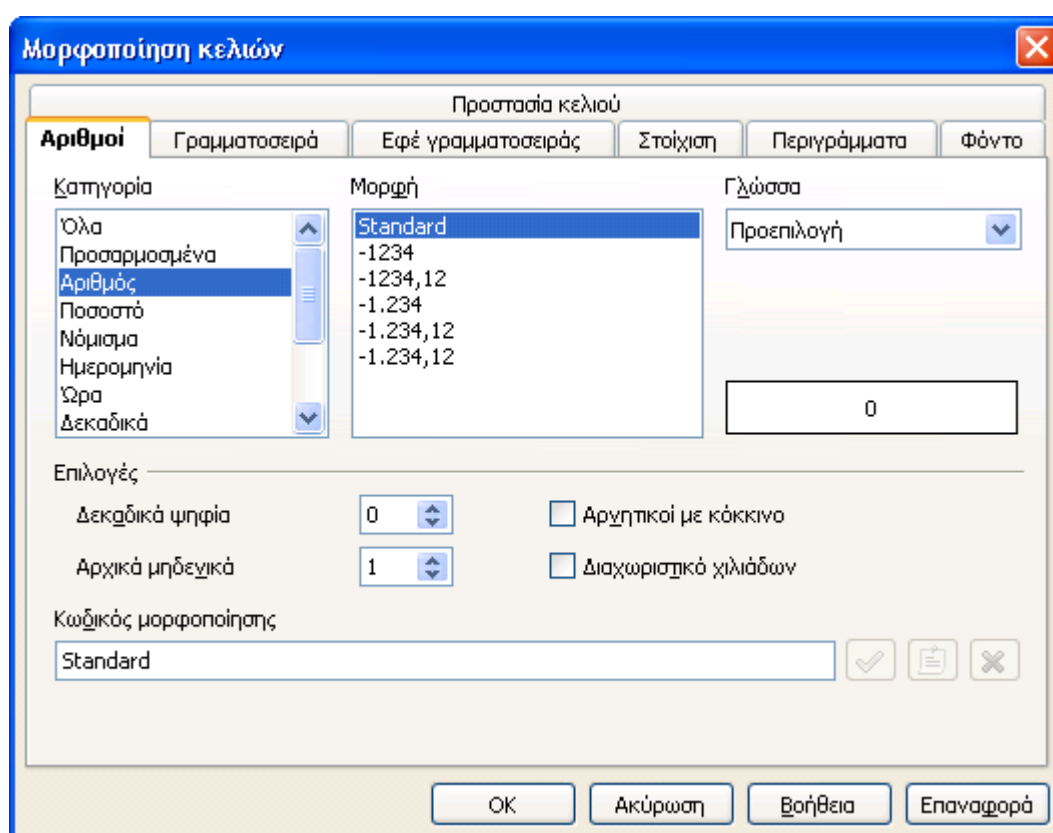 Μορφοποίηση κελιών
Προστασία κελιού
Αριθμοί Γραμματοσειρά Εφέ γραμματοσειράς Στοίχιση Περιγράμματα Φόντο
Κατηγορία Μορφή Γλώσσα
Όλα Standard Προεπιλογή
Προσαρμοσμένα -1234
Αριθμός -1234,12
Ποσοστό -1.234
Νόμισμα -1.234,12
Ημερομηνία -1.234,12
Ώρα
Δεκαδικά 0
Επιλογές
Δεκαδικά ψηφία 0 Αρνητικοί με κόκκινο
Αρχικά μηδενικά 1 Διαχωριστικό χιλιάδων
Κωδικός μορφοποίησης
Standard
OK Ακύρωση Βοήθεια Επαναφορά